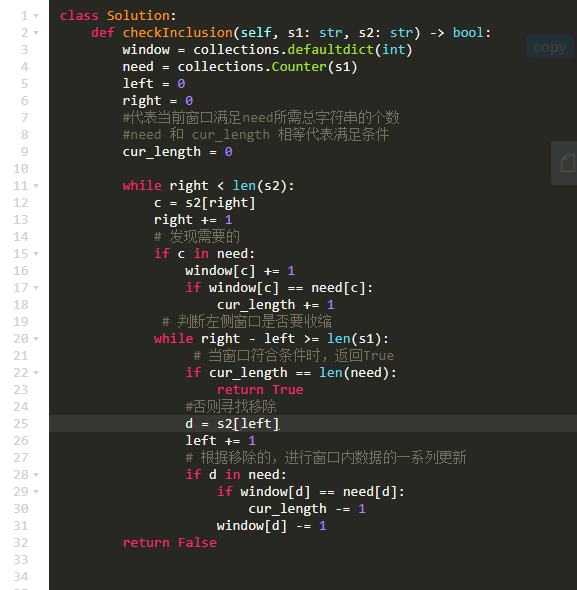 1 class Solution:
2 def checkInclusion(self, s1: str, s2: str) -> bool:
3 window = collections.defaultdict(int)
4 need = collections.Counter(s1)
5 left = 0
6 right = 0
7 #代表当前窗口满足need所需总字符串的个数
8 #need 和 cur_length 相等代表满足条件
9 cur_length = 0
10
11 while right < len(s2):
12 c = s2[right]
13 right += 1
14 # 发现需要的
15 if c in need:
16 window[c] += 1
17 if window[c] == need[c]:
18 cur_length += 1
19 # 判断左侧窗口是否要收缩
20 while right - left >= len(s1):
21 # 当窗口符合条件时，返回True
22 if cur_length == len(need):
23 return True
24 #否则寻找移除
25 d = s2[left]
26 left += 1
27 # 根据移除的，进行窗口内数据的一系列更新
28 if d in need:
29 if window[d] == need[d]:
30 cur_length -= 1
31 window[d] -= 1
32 return False
33
34
35
copy